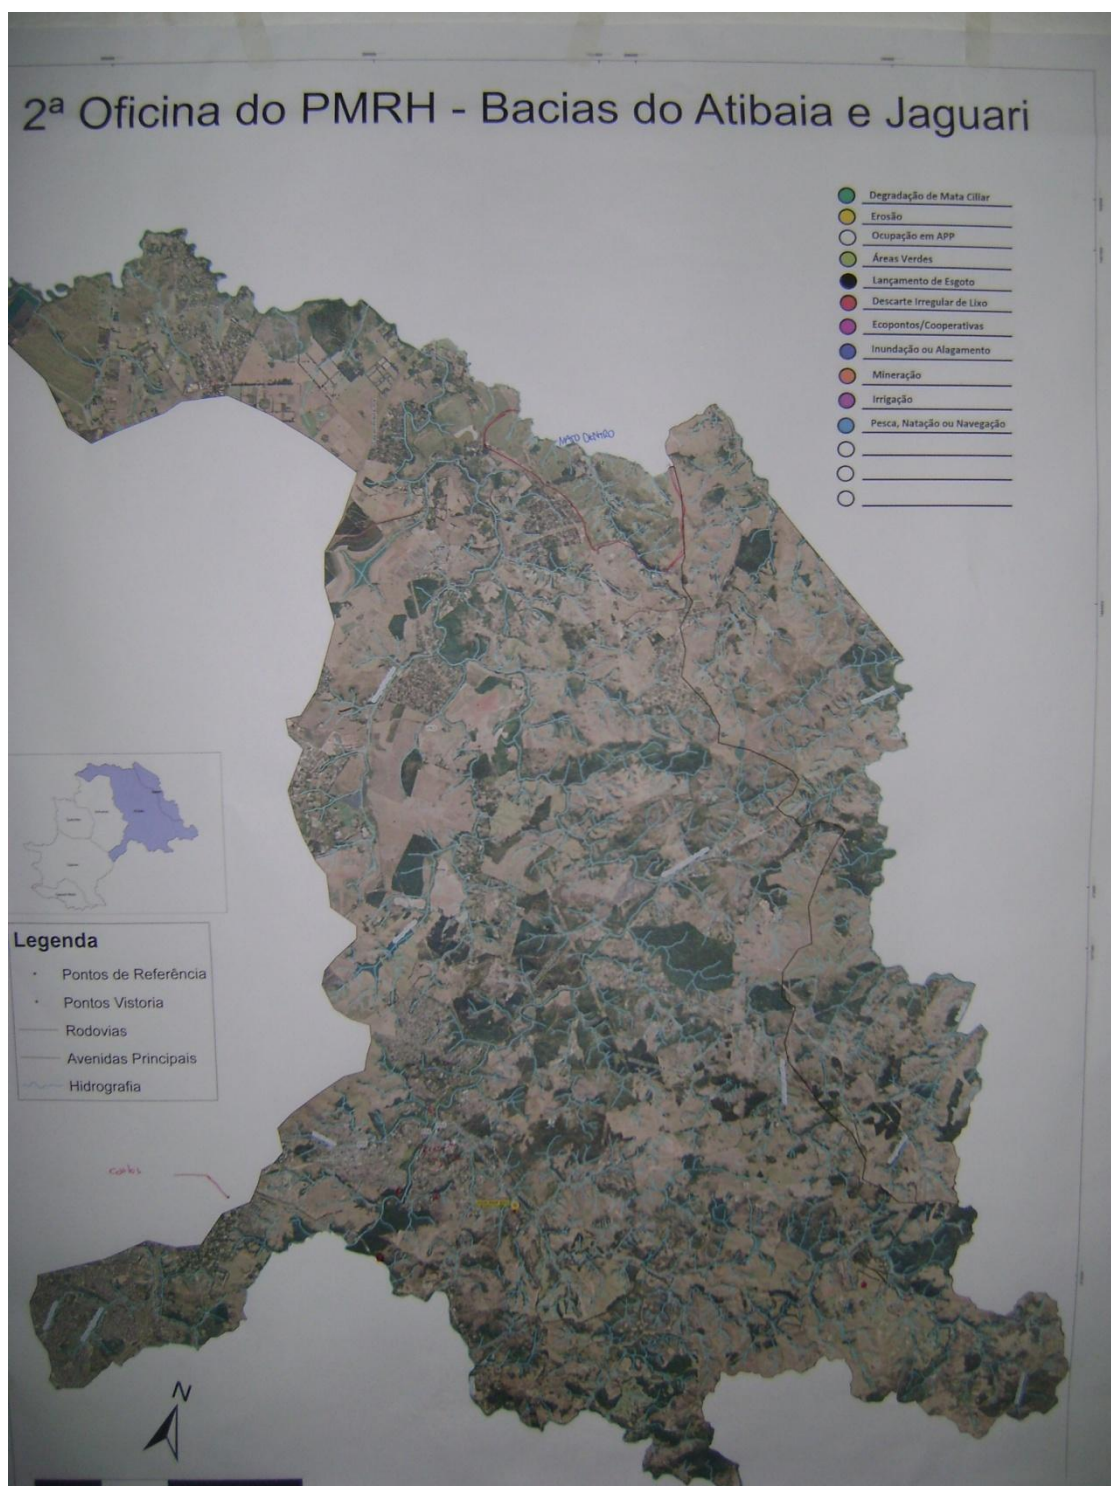 2ª Oficina do PMRH - Bacias do Atibaia e Jaguari
Degradação de Mata Ciliar
Erosão
Ocupação em APP
Áreas Verdes
Lançamento de Esgoto
Descarte Irregular de Lixo
Ecopontos/Cooperativas
Inundação ou Alagamento
Mineração
Irrigação
Pesca, Natação ou Navegação
MATO DENTRO
Legenda
Pontos de Referência
Pontos Vistoria
Rodovias
Avenidas Principais
Hidrografia
N